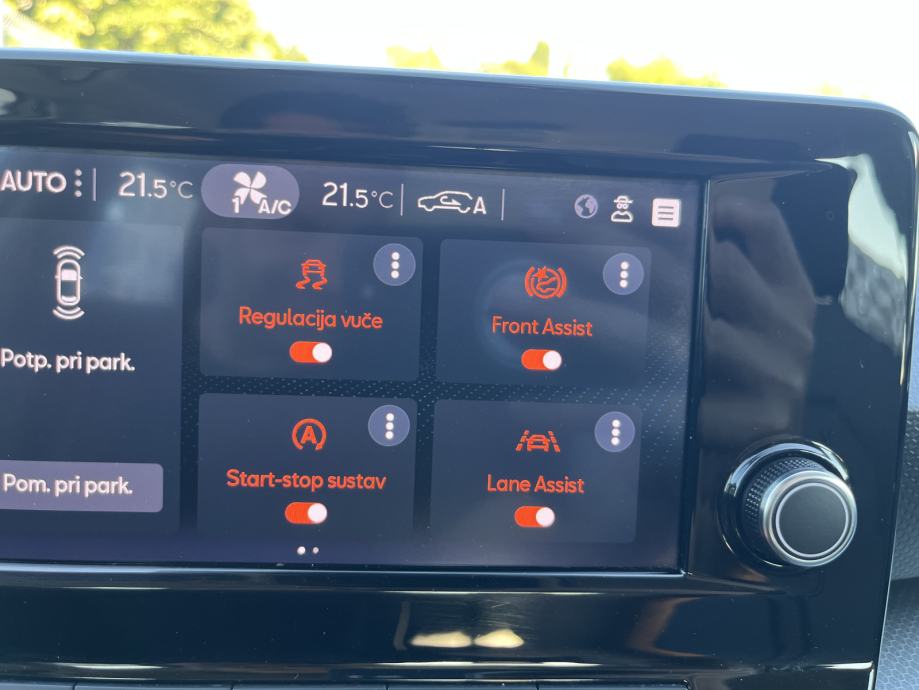 AUTO 21.5°C 1 A/C 21.5°C A
Regulacija vuče
Front Assist
Potp. pri park.
A
Start-stop sustav
Lane Assist
Pom. pri park.